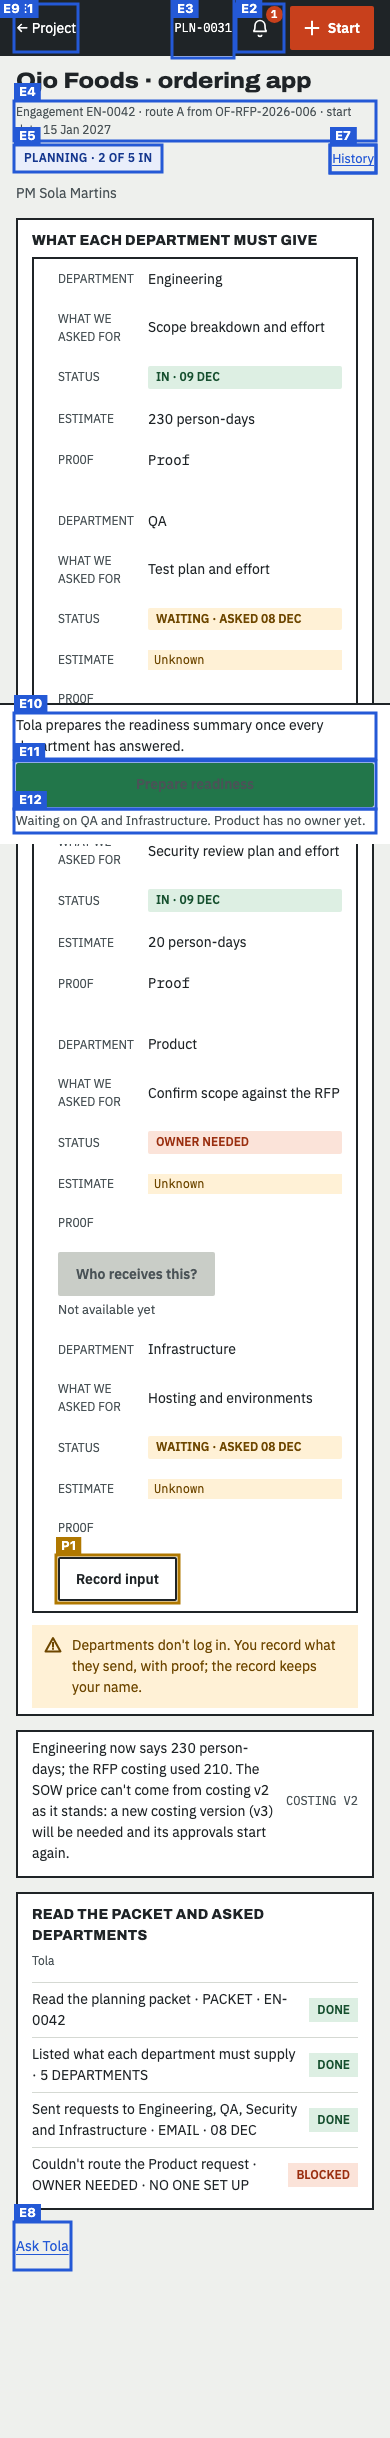 E9
← Project
E3
PLN-0031
E2
1
Start
Ojo Foods · ordering app
E4
Engagement EN-0042 · route A from OF-RFP-2026-006 · start
15 Jan 2027
E5
PLANNING · 2 OF 5 IN
E7
History
PM Sola Martins
WHAT EACH DEPARTMENT MUST GIVE
DEPARTMENT Engineering
WHAT WE
ASKED FOR
Scope breakdown and effort
STATUS IN · 09 DEC
ESTIMATE 230 person-days
PROOF Proof
DEPARTMENT QA
WHAT WE
ASKED FOR
Test plan and effort
STATUS WAITING · ASKED 08 DEC
ESTIMATE Unknown
PROOF
E10
Tola prepares the readiness summary once every
department has answered.
E11
Prepare readiness
E12
Waiting on QA and Infrastructure. Product has no owner yet.
ASKED FOR
Security review plan and effort
STATUS IN · 09 DEC
ESTIMATE 20 person-days
PROOF Proof
DEPARTMENT Product
WHAT WE
ASKED FOR
Confirm scope against the RFP
STATUS OWNER NEEDED
ESTIMATE Unknown
PROOF
Who receives this?
Not available yet
DEPARTMENT Infrastructure
WHAT WE
ASKED FOR
Hosting and environments
STATUS WAITING · ASKED 08 DEC
ESTIMATE Unknown
PROOF
P1
Record input
Departments don't log in. You record what
they send, with proof; the record keeps
your name.
Engineering now says 230 person-
days; the RFP costing used 210. The
SOW price can't come from costing v2
as it stands: a new costing version (v3)
will be needed and its approvals start
again.
COSTING V2
READ THE PACKET AND ASKED
DEPARTMENTS
Tola
Read the planning packet · PACKET · EN-
0042
DONE
Listed what each department must supply
· 5 DEPARTMENTS
DONE
Sent requests to Engineering, QA, Security
and Infrastructure · EMAIL · 08 DEC
DONE
Couldn't route the Product request ·
OWNER NEEDED · NO ONE SET UP
BLOCKED
E8
Ask Tola